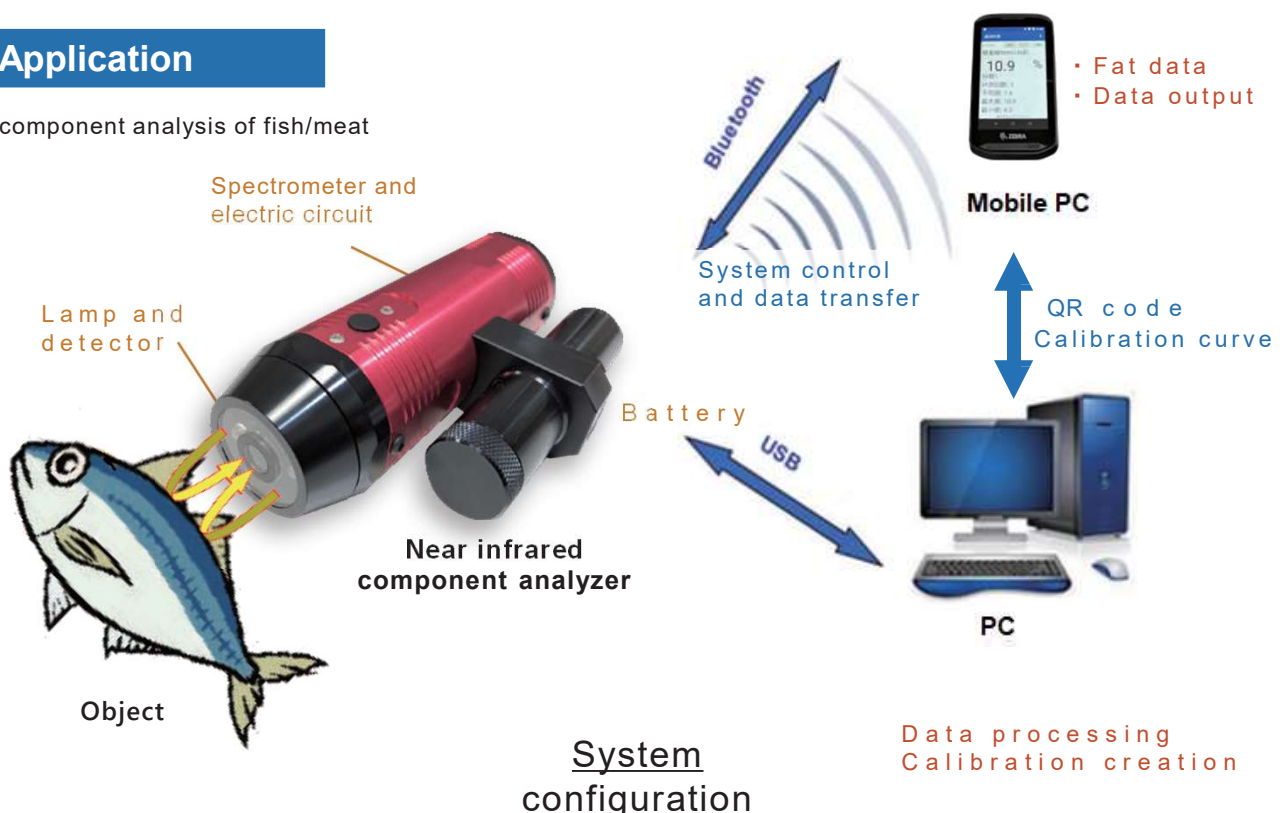 Application
component analysis of fish/meat
Spectrometer and
electric circuit
Lamp and
detector
Battery
Near infrared
component analyzer
Object
Bluetooth
System control
and data transfer
USB
10.9 %
ZEBRA
Mobile PC
・Fat data
・Data output
QR code
Calibration curve
PC
Data processing
Calibration creation
System
configuration